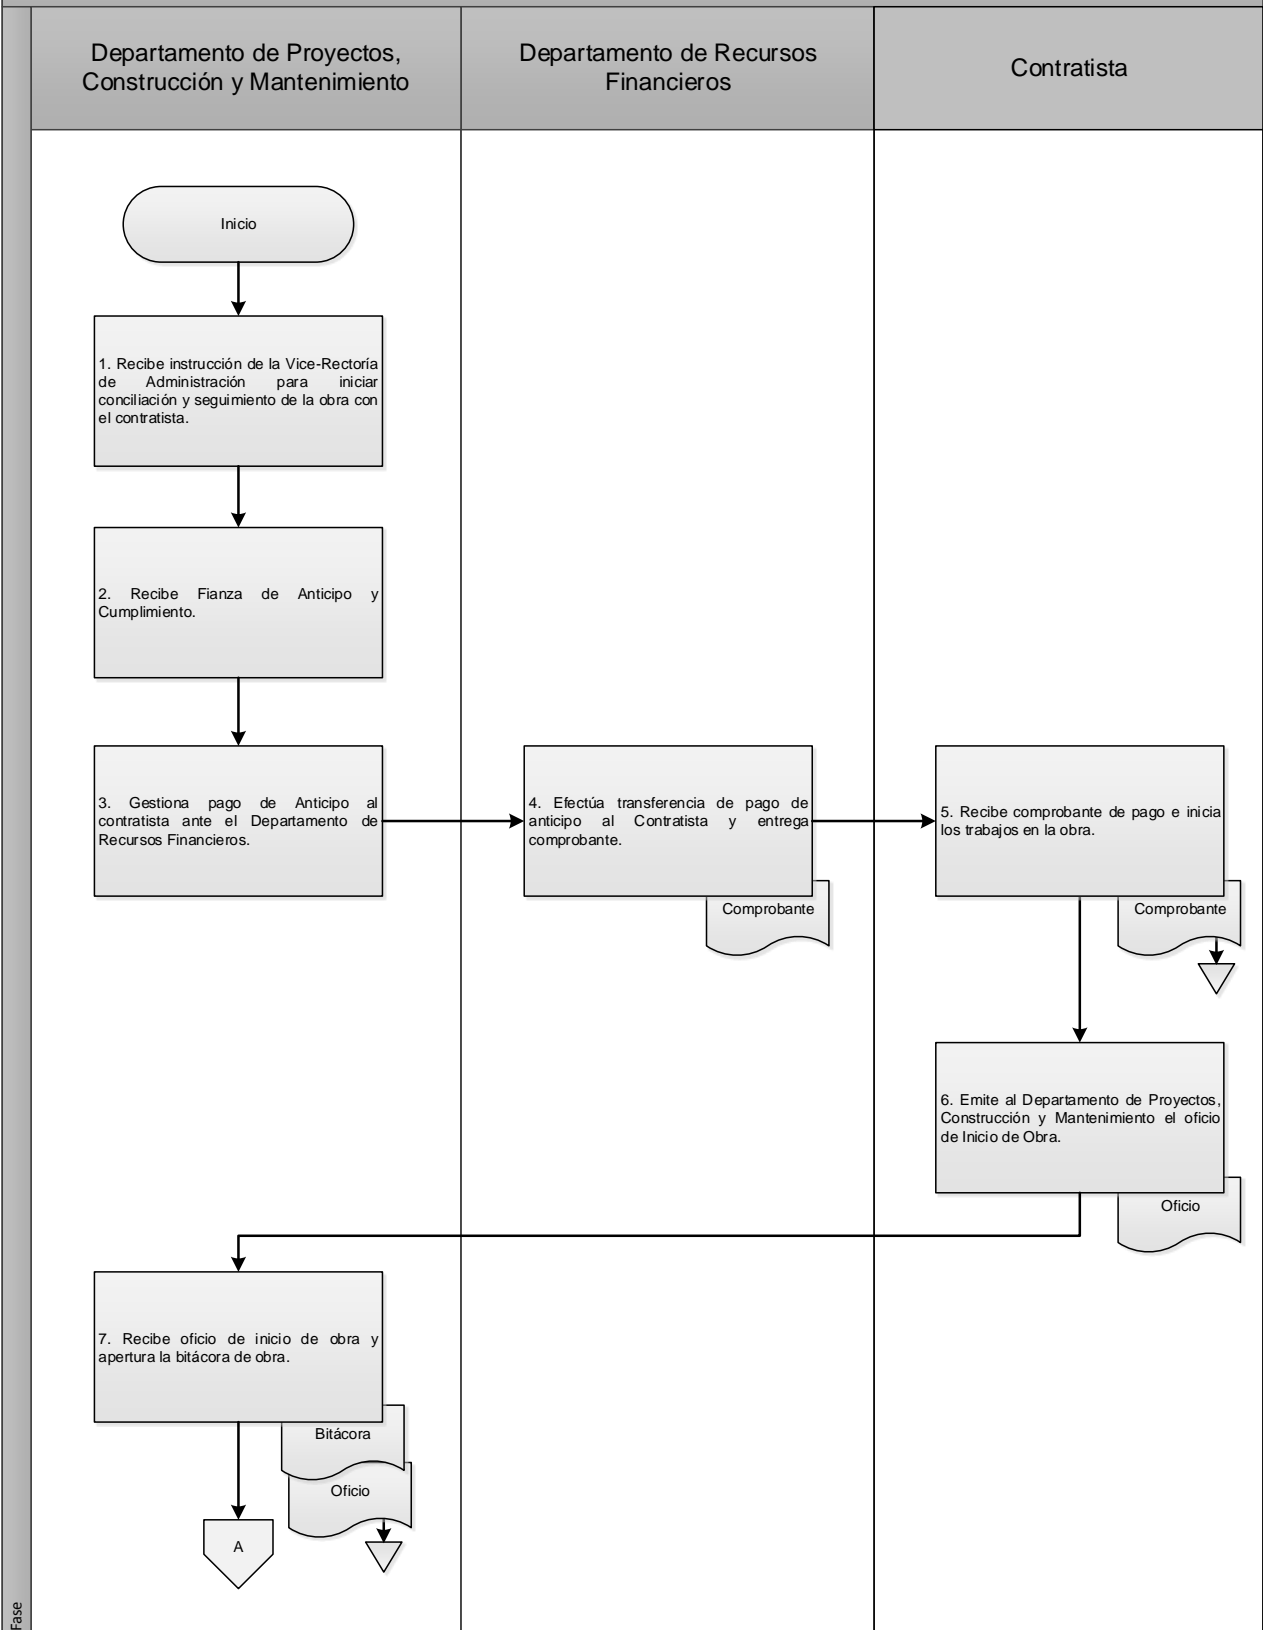 Departamento de Proyectos,
Construcción y Mantenimiento
Departamento de Recursos
Financieros
Contratista
Inicio
1. Recibe instrucción de la Vice-Rectoría
de Administración para iniciar
conciliación y seguimiento de la obra con
el contratista.
2. Recibe Fianza de Anticipo y
Cumplimiento.
3. Gestiona pago de Anticipo al
contratista ante el Departamento de
Recursos Financieros.
4. Efectúa transferencia de pago de
anticipo al Contratista y entrega
comprobante.
Comprobante
5. Recibe comprobante de pago e inicia
los trabajos en la obra.
Comprobante
6. Emite al Departamento de Proyectos,
Construcción y Mantenimiento el oficio
de Inicio de Obra.
Oficio
7. Recibe oficio de inicio de obra y
apertura la bitácora de obra.
Bitácora
Oficio
A
Fase